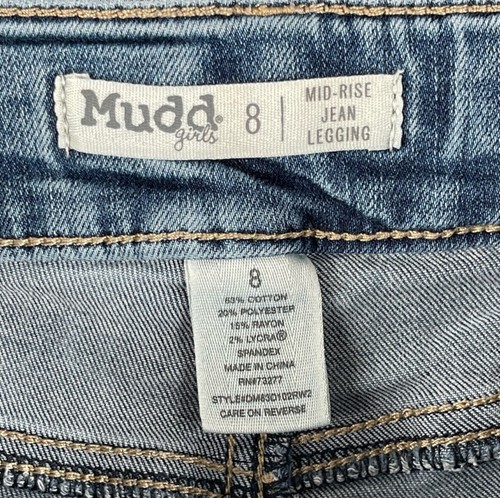 Mudd®
girls
8
MID-RISE
JEAN
LEGGING
8
63% COTTON
20% POLYESTER
15% RAYON
2% LYCRA®
SPANDEX
MADE IN CHINA
RN#73277
STYLE#DM83D102RW2
CARE ON REVERSE